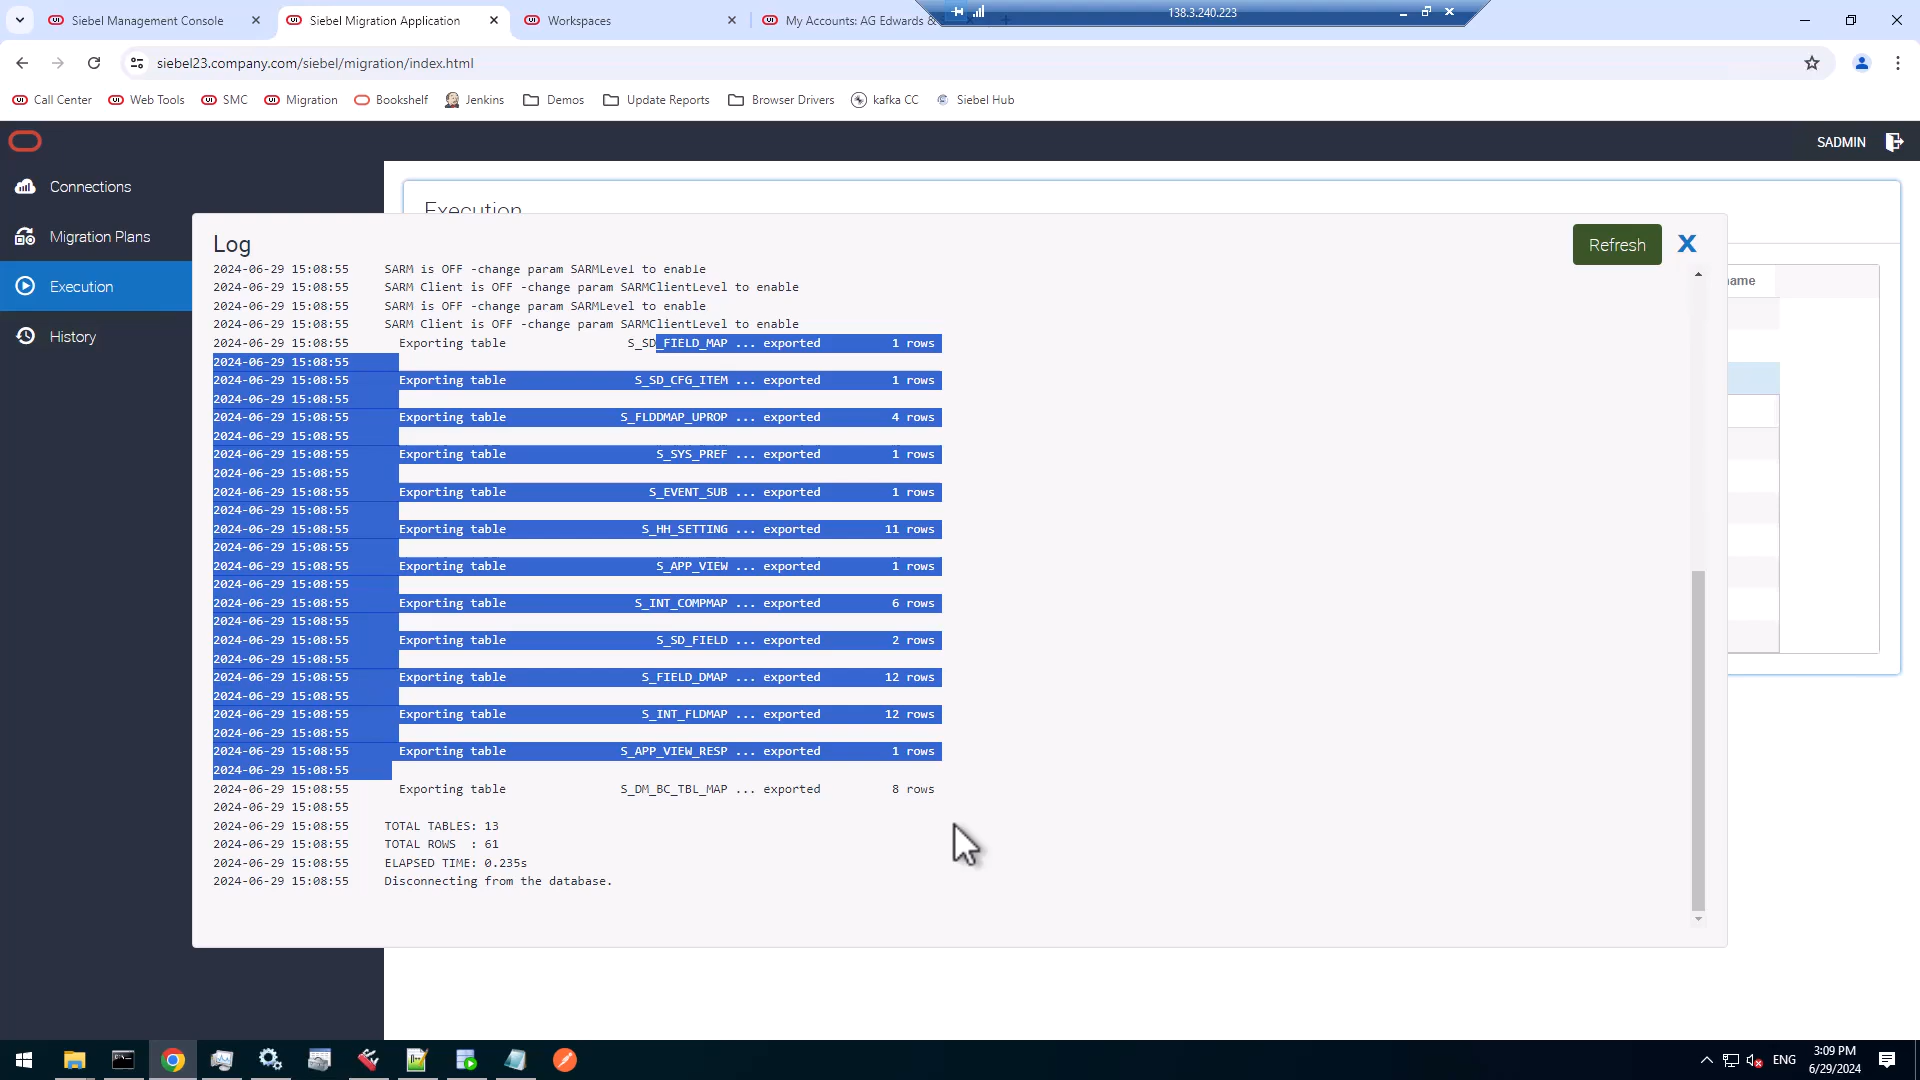 Siebel Management Console
Siebel Migration Application
Workspaces
My Accounts: AG Edwards &
138.3.240.223
siebel23.company.com/siebel/migration/index.html
Call Center
Web Tools
SMC
Migration
Bookshelf
Jenkins
Demos
Update Reports
Browser Drivers
kafka CC
Siebel Hub
SADMIN
Connections
Migration Plans
Execution
History
Execution
Log
Refresh
X
name
2024-06-29 15:08:55 SARM is OFF -change param SARMLevel to enable
2024-06-29 15:08:55 SARM Client is OFF -change param SARMClientLevel to enable
2024-06-29 15:08:55 SARM is OFF -change param SARMLevel to enable
2024-06-29 15:08:55 SARM Client is OFF -change param SARMClientLevel to enable
2024-06-29 15:08:55 Exporting table S_SD_FIELD_MAP ... exported 1 rows
2024-06-29 15:08:55
2024-06-29 15:08:55 Exporting table S_SD_CFG_ITEM ... exported 1 rows
2024-06-29 15:08:55
2024-06-29 15:08:55 Exporting table S_FLDDMAP_UPROP ... exported 4 rows
2024-06-29 15:08:55
2024-06-29 15:08:55 Exporting table S_SYS_PREF ... exported 1 rows
2024-06-29 15:08:55
2024-06-29 15:08:55 Exporting table S_EVENT_SUB ... exported 1 rows
2024-06-29 15:08:55
2024-06-29 15:08:55 Exporting table S_HH_SETTING ... exported 11 rows
2024-06-29 15:08:55
2024-06-29 15:08:55 Exporting table S_APP_VIEW ... exported 1 rows
2024-06-29 15:08:55
2024-06-29 15:08:55 Exporting table S_INT_COMPMAP ... exported 6 rows
2024-06-29 15:08:55
2024-06-29 15:08:55 Exporting table S_SD_FIELD ... exported 2 rows
2024-06-29 15:08:55
2024-06-29 15:08:55 Exporting table S_FIELD_DMAP ... exported 12 rows
2024-06-29 15:08:55
2024-06-29 15:08:55 Exporting table S_INT_FLDMAP ... exported 12 rows
2024-06-29 15:08:55
2024-06-29 15:08:55 Exporting table S_APP_VIEW_RESP ... exported 1 rows
2024-06-29 15:08:55
2024-06-29 15:08:55 Exporting table S_DM_BC_TBL_MAP ... exported 8 rows
2024-06-29 15:08:55
2024-06-29 15:08:55 TOTAL TABLES: 13
2024-06-29 15:08:55 TOTAL ROWS : 61
2024-06-29 15:08:55 ELAPSED TIME: 0.235s
2024-06-29 15:08:55 Disconnecting from the database.
ENG
3:09 PM
6/29/2024